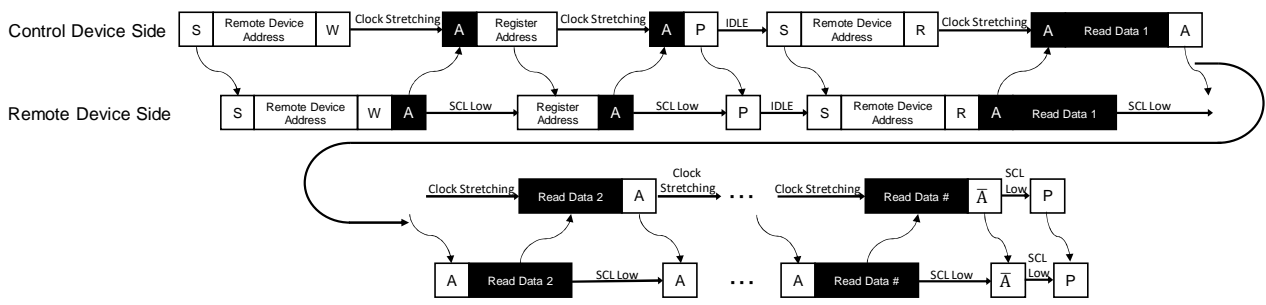 Control Device Side
S
Remote Device
Address
W
Clock Stretching
A
Register
Address
Clock Stretching
A
P
IDLE
S
Remote Device
Address
R
Clock Stretching
A
Read Data 1
A
Remote Device Side
S
Remote Device
Address
W
A
SCL Low
Register
Address
A
SCL Low
P
IDLE
S
Remote Device
Address
R
A
Read Data 1
SCL Low
Clock Stretching
Read Data 2
A
Clock
Stretching
...
Clock Stretching
Read Data #
A̅
SCL
Low
P
A
Read Data 2
SCL Low
A
...
A
Read Data #
SCL Low
A̅
SCL
Low
P